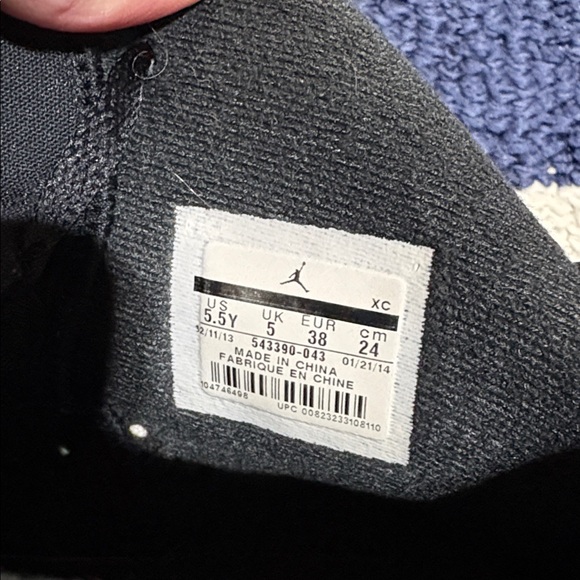 XC
US UK EUR cm
5.5Y 5 38 24
12/11/13 543390-043 01/21/14
MADE IN CHINA
FABRIQUE EN CHINE
104746498
UPC 00823233108110